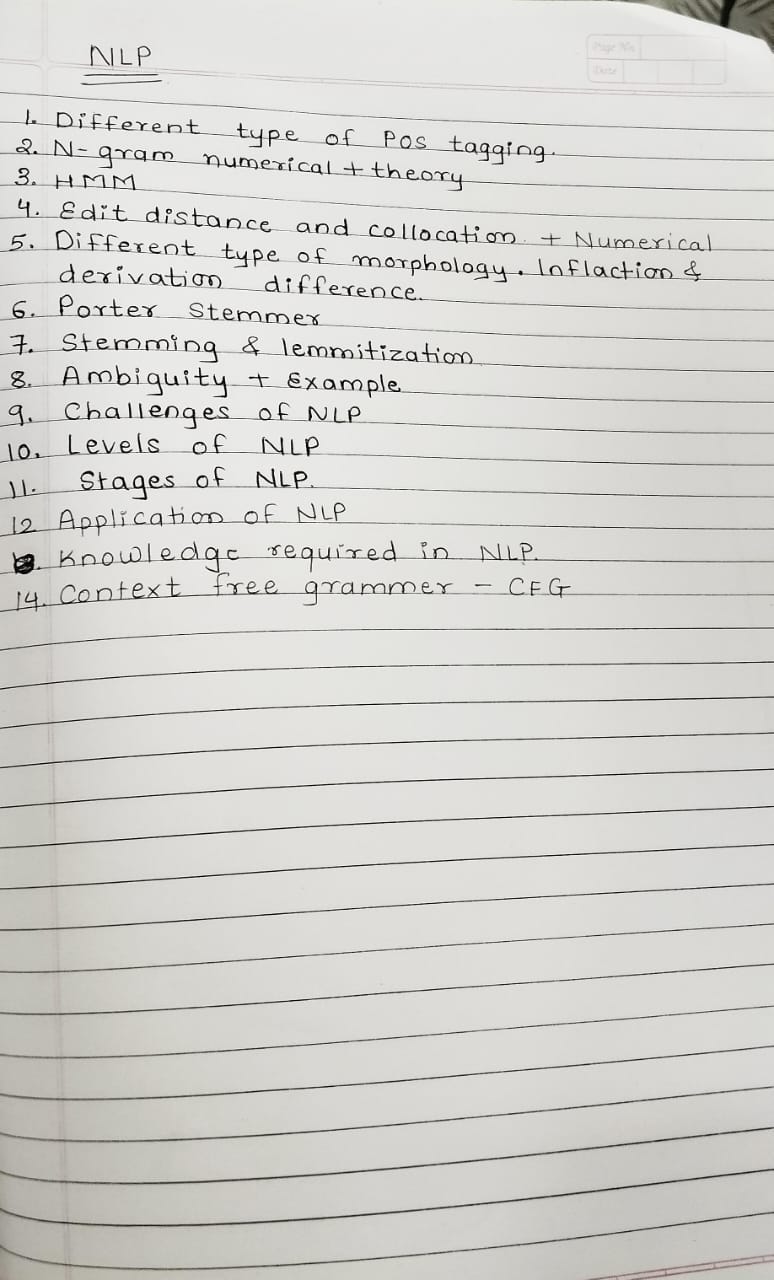 NLP
Page No.
Date
1. Different type of POS tagging.
2. N-gram numerical + theory
3. HMM
4. Edit distance and collocation + Numerical
5. Different type of morphology. Inflaction &
derivation difference.
6. Porter Stemmer
7. Stemming & lemmitization
8. Ambiguity + Example
9. Challenges of NLP
10. Levels of NLP
11. Stages of NLP.
12 Application of NLP
Knowledge required in NLP.
14. Context free grammer - CFG